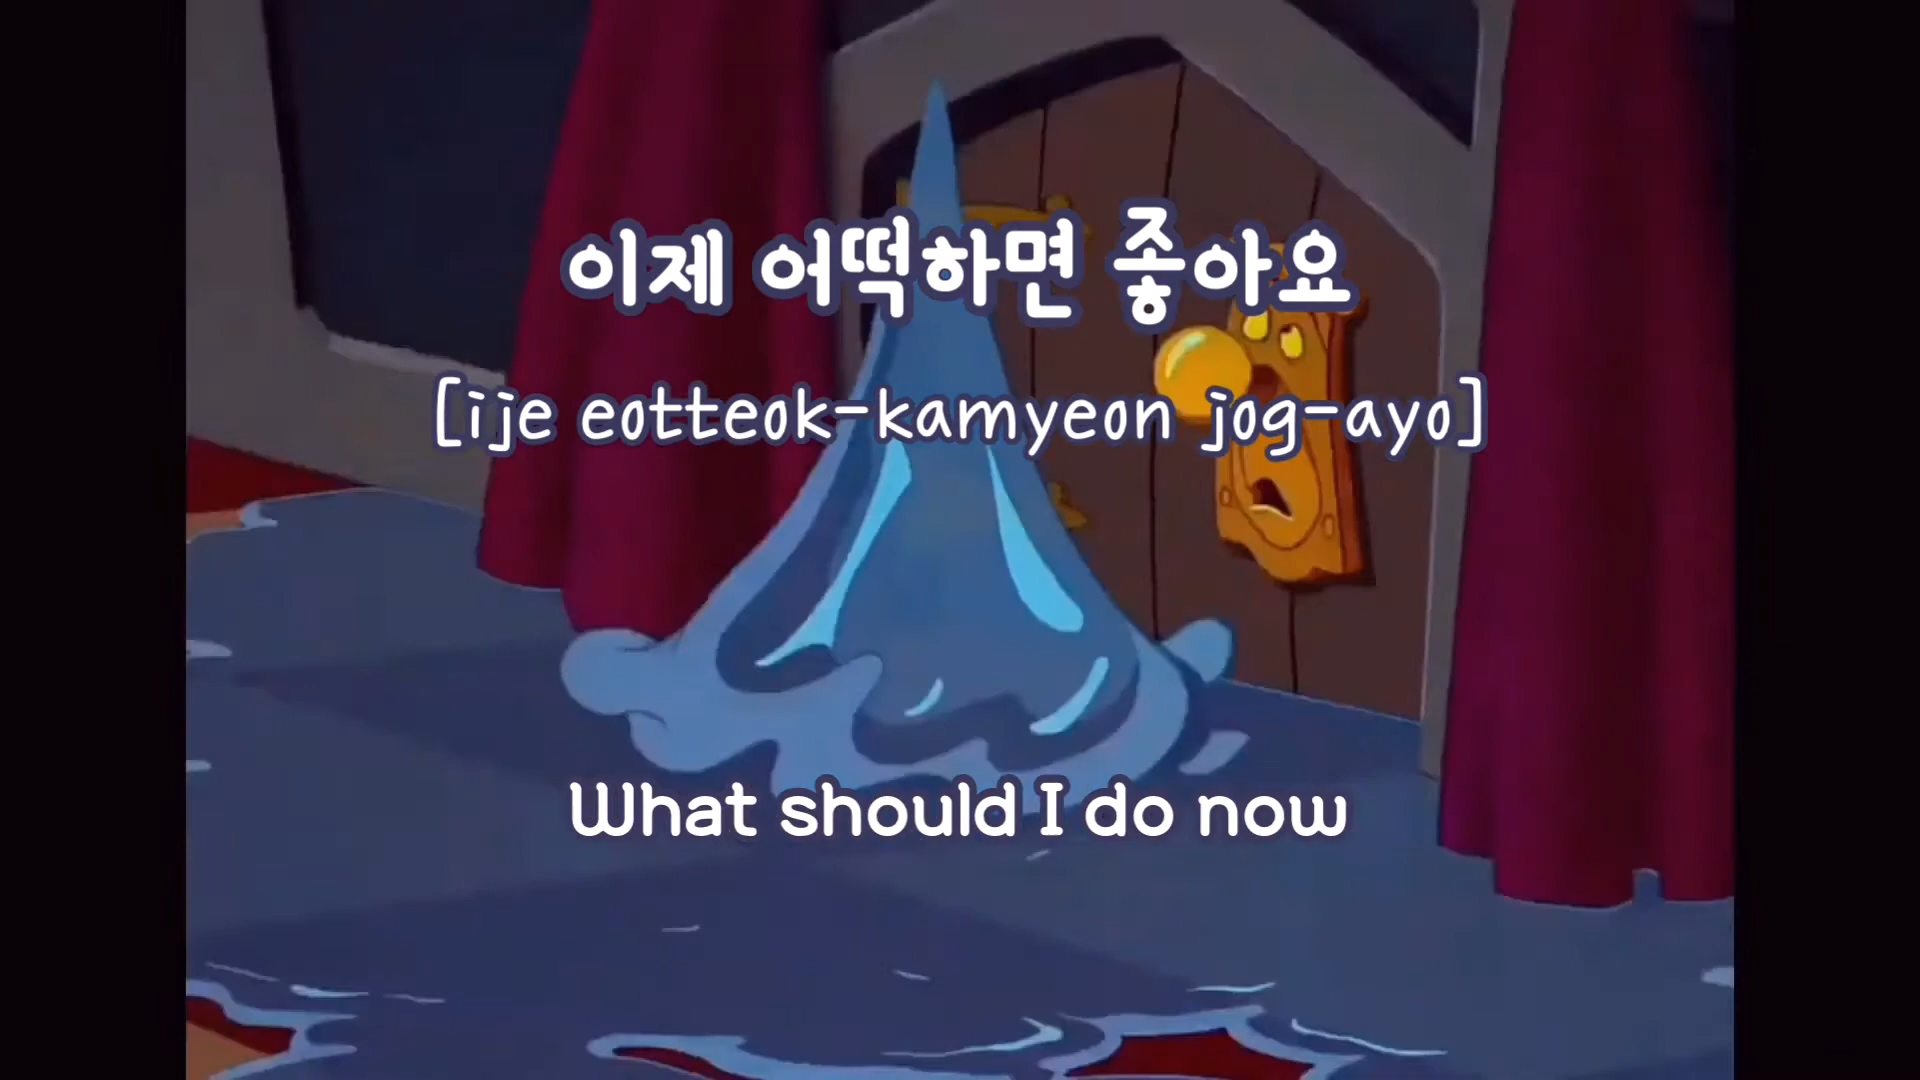 이제 어떡하면 좋아요
[ije eotteok-kamyeon jog-ayo]
What should I do now